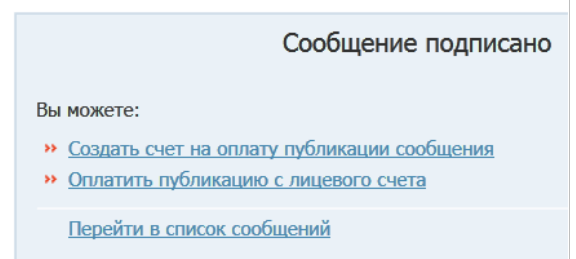 Сообщение подписано
Вы можете:
Создать счет на оплату публикации сообщения
Оплатить публикацию с лицевого счета
Перейти в список сообщений